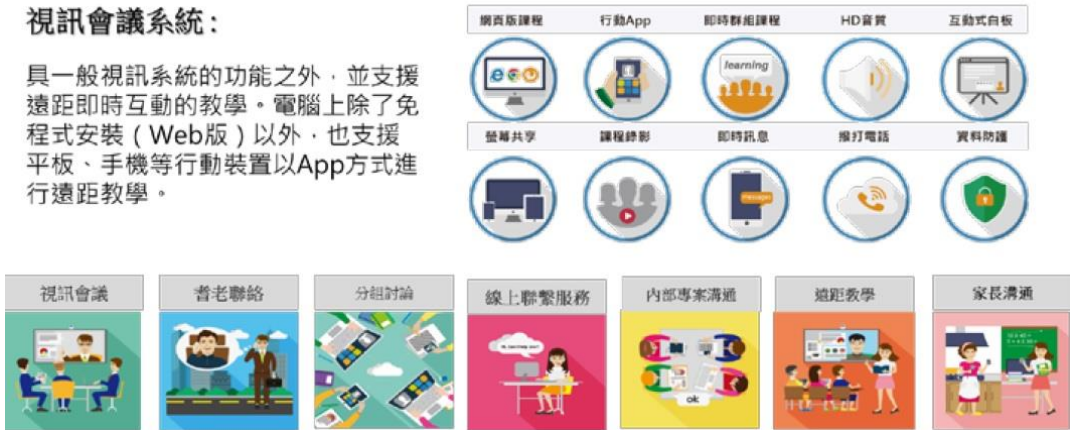 視訊會議系統：
具一般視訊系統的功能之外，並支援
遠距即時互動的教學。電腦上除了免
程式安裝（Web版）以外，也支援
平板、手機等行動裝置以App方式進
行遠距教學。
網頁版課程 行動App 即時群組課程 HD音質 互動式白板
learning
螢幕共享 課程錄影 即時訊息 撥打電話 資料防護
messages
視訊會議 耆老聯絡 分組討論 線上聯繫服務 內部專案溝通 遠距教學 家長溝通
ok